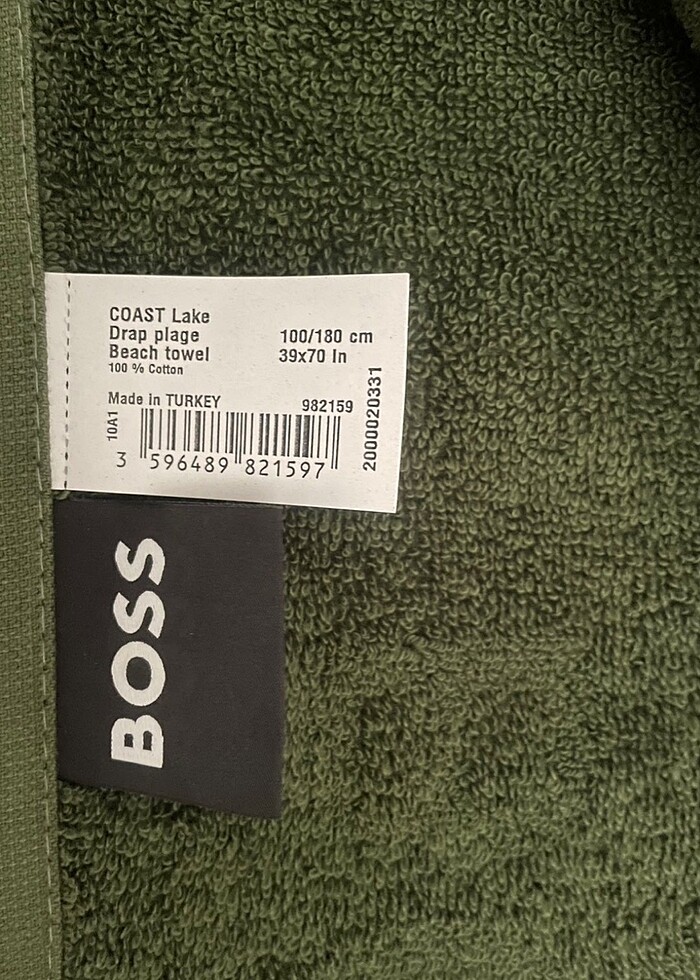 COAST Lake
Drap plage 100/180 cm
Beach towel 39x70 In
100 % Cotton
Made in TURKEY 982159
10A1
3 596489 821597
2000020331
BOSS